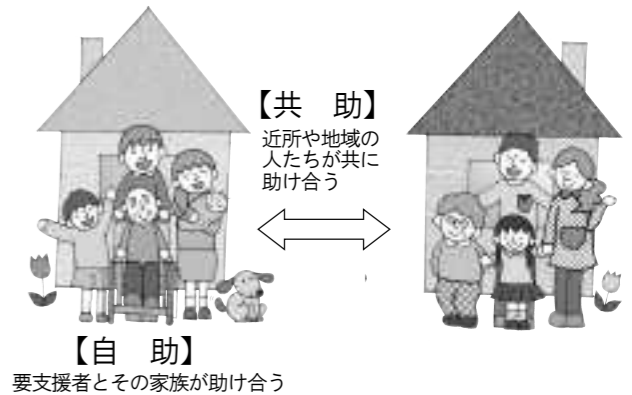 【共　助】
近所や地域の
人たちが共に
助け合う
【自　助】
要支援者とその家族が助け合う